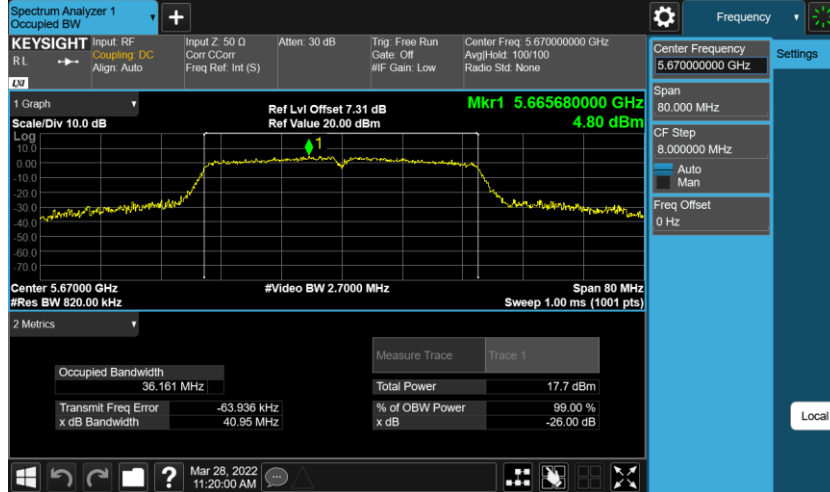 Spectrum Analyzer 1
Occupied BW
+
Frequency
KEYSIGHT
R L
LXI
Input: RF
Coupling: DC
Align: Auto
Input Z: 50 Ω
Corr CCorr
Freq Ref: Int (S)
Atten: 30 dB
Trig: Free Run
Gate: Off
#IF Gain: Low
Center Freq: 5.670000000 GHz
Avg|Hold: 100/100
Radio Std: None
Center Frequency
5.670000000 GHz
Settings
Span
80.000 MHz
CF Step
8.000000 MHz
Auto
Man
Freq Offset
0 Hz
Local
1 Graph
Scale/Div 10.0 dB
Ref Lvl Offset 7.31 dB
Ref Value 20.00 dBm
Mkr1 5.665680000 GHz
4.80 dBm
Log
10.0
0.00
-10.0
-20.0
-30.0
-40.0
-50.0
-60.0
-70.0
1
Center 5.67000 GHz
#Res BW 820.00 kHz
#Video BW 2.7000 MHz
Span 80 MHz
Sweep 1.00 ms (1001 pts)
2 Metrics
Measure Trace Trace 1
Occupied Bandwidth
36.161 MHz
Total Power 17.7 dBm
Transmit Freq Error -63.936 kHz
% of OBW Power 99.00 %
x dB Bandwidth 40.95 MHz
x dB -26.00 dB
?
Mar 28, 2022
11:20:00 AM